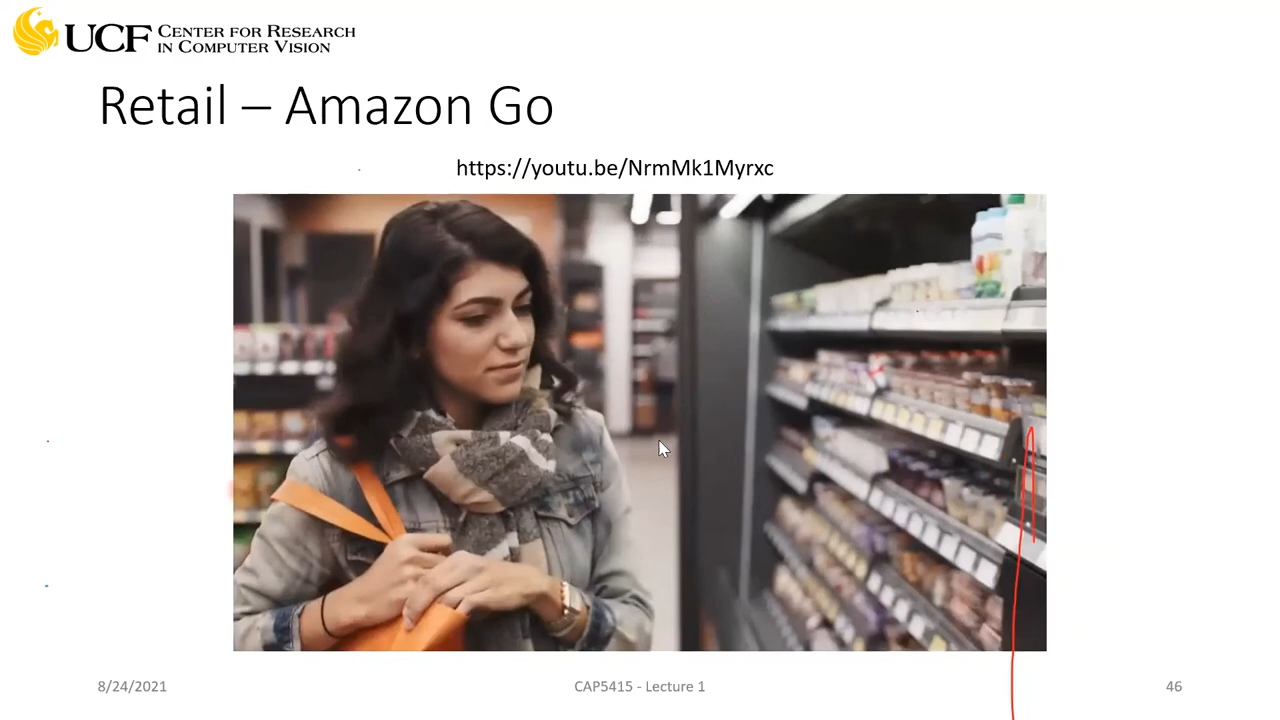 UCF CENTER FOR RESEARCH
IN COMPUTER VISION
Retail – Amazon Go
https://youtu.be/NrmMk1Myrxc
8/24/2021
CAP5415 - Lecture 1
46